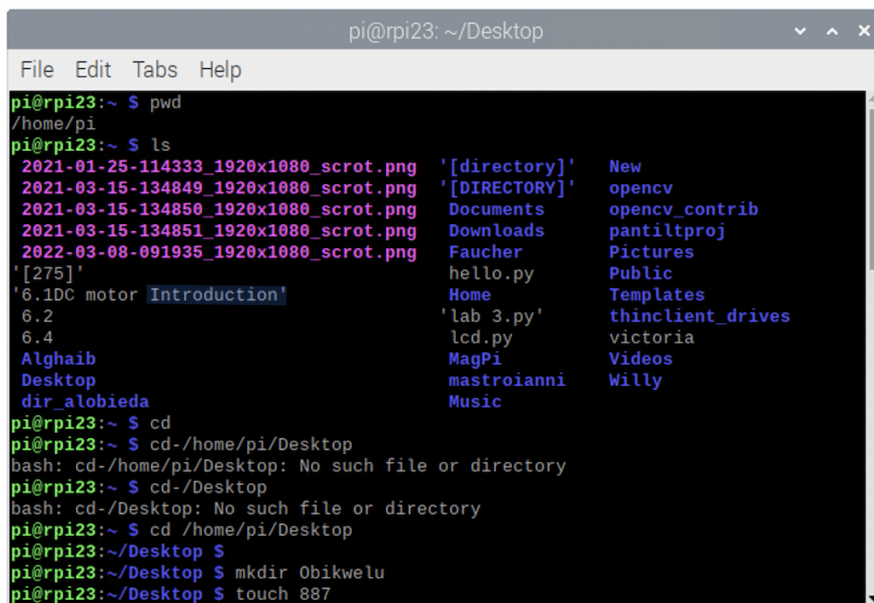 pi@rpi23: ~/Desktop
File Edit Tabs Help
pi@rpi23:~ $ pwd
/home/pi
pi@rpi23:~ $ ls
2021-01-25-114333_1920x1080_scrot.png '[directory]' New
2021-03-15-134849_1920x1080_scrot.png '[DIRECTORY]' opencv
2021-03-15-134850_1920x1080_scrot.png Documents opencv_contrib
2021-03-15-134851_1920x1080_scrot.png Downloads pantiltproj
2022-03-08-091935_1920x1080_scrot.png Faucher Pictures
'[275]' hello.py Public
'6.1DC motor Introduction' Home Templates
6.2 'lab 3.py' thinclient_drives
6.4 lcd.py victoria
Alghaib MagPi Videos
Desktop mastroianni Willy
dir_alobieda Music
pi@rpi23:~ $ cd
pi@rpi23:~ $ cd-/home/pi/Desktop
bash: cd-/home/pi/Desktop: No such file or directory
pi@rpi23:~ $ cd-/Desktop
bash: cd-/Desktop: No such file or directory
pi@rpi23:~ $ cd /home/pi/Desktop
pi@rpi23:~/Desktop $
pi@rpi23:~/Desktop $ mkdir Obikwelu
pi@rpi23:~/Desktop $ touch 887